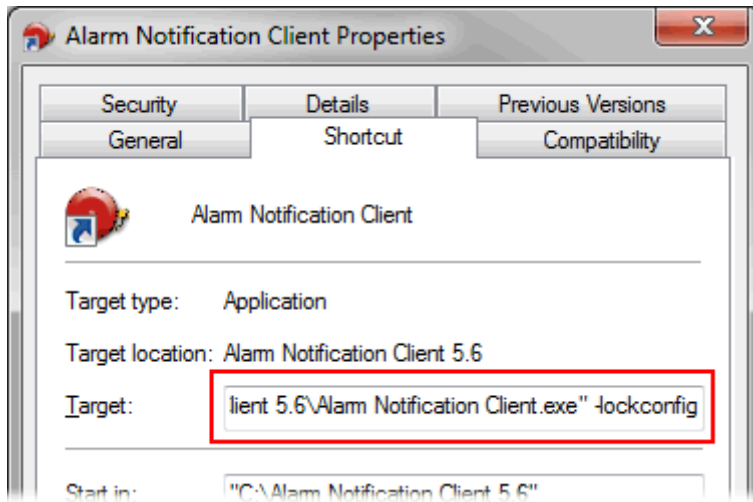 Alarm Notification Client Properties
Security Details Previous Versions
General Shortcut Compatibility
Alarm Notification Client
Target type: Application
Target location: Alarm Notification Client 5.6
Target: lient 5.6\Alarm Notification Client.exe" -lockconfig
Start in: "C:\Alarm Notification Client 5.6"